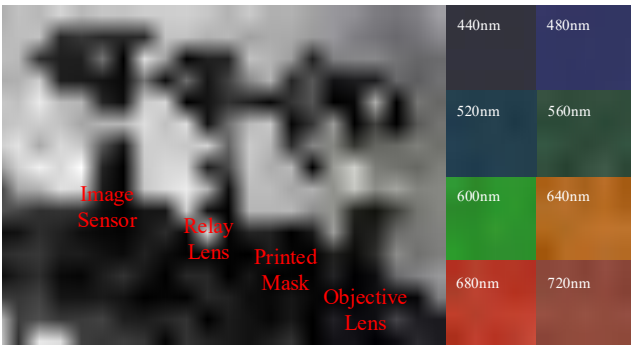 Image
Sensor
Relay
Lens
Printed
Mask
Objective
Lens
440nm
480nm
520nm
560nm
600nm
640nm
680nm
720nm